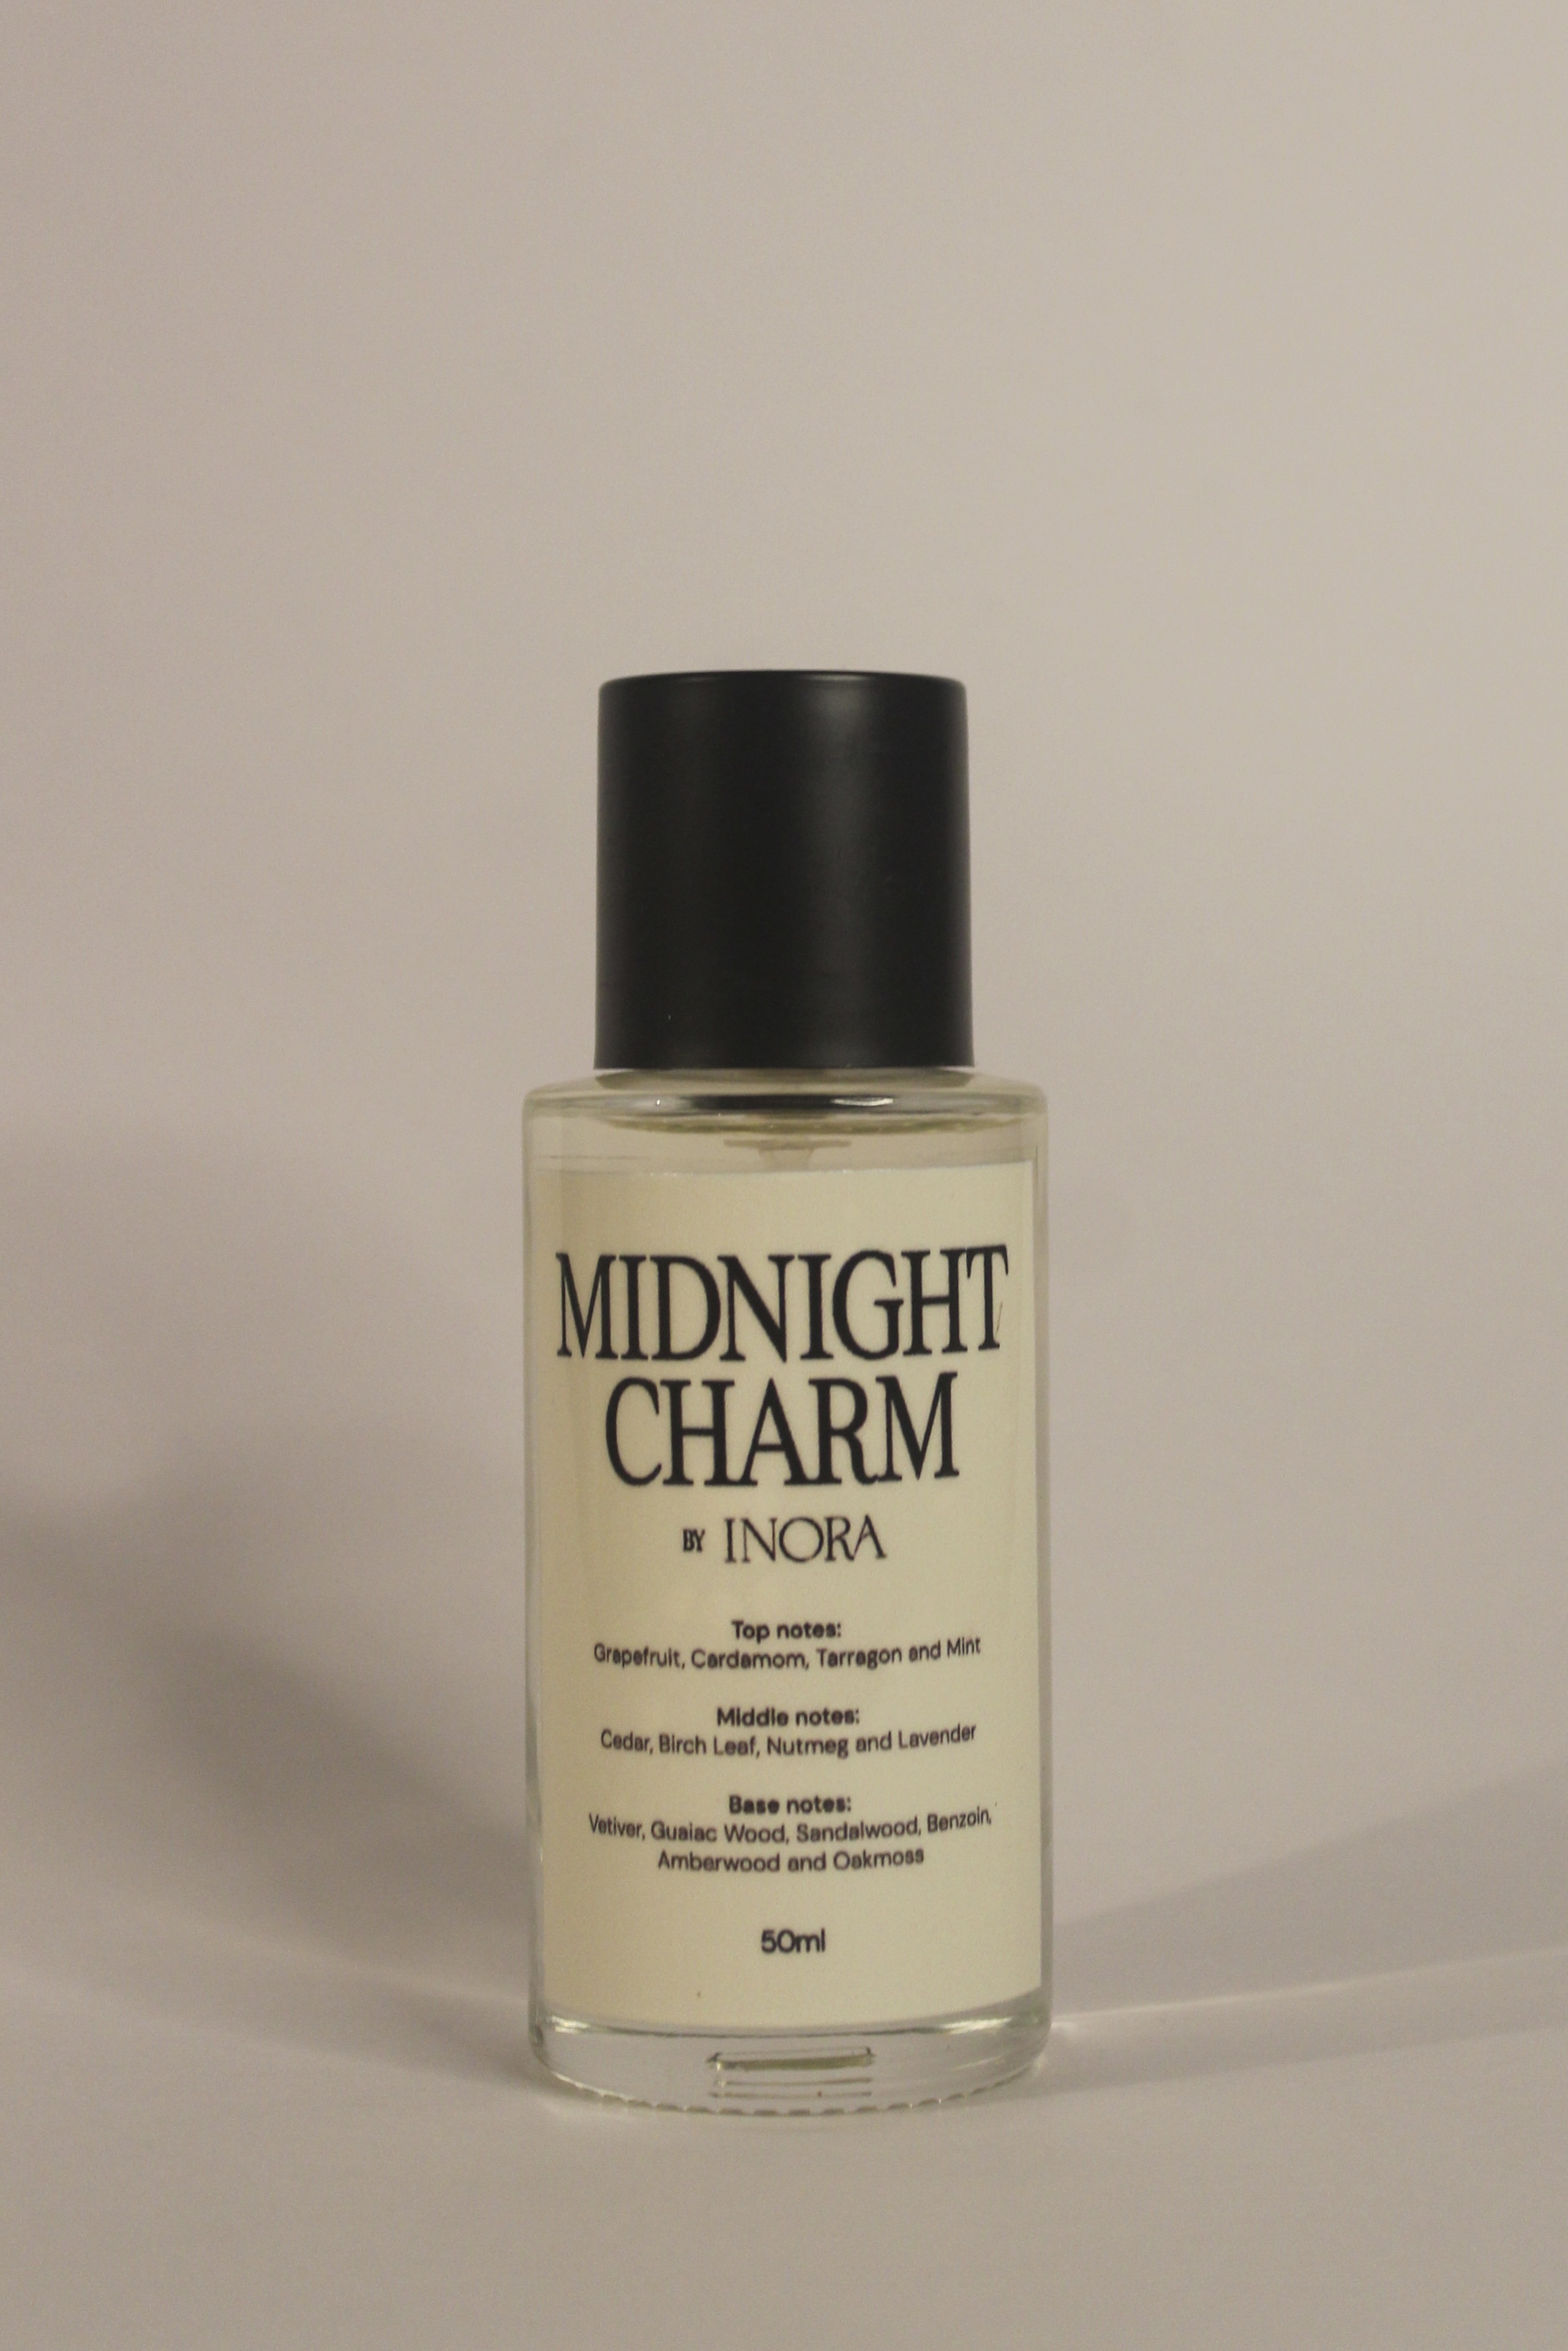 MIDNIGHT
CHARM
BY INORA
Top notes:
Grapefruit, Cardamom, Tarragon and Mint
Middle notes:
Cedar, Birch Leaf, Nutmeg and Lavender
Base notes:
Vetiver, Guaiac Wood, Sandalwood, Benzoin,
Amberwood and Oakmoss
50ml